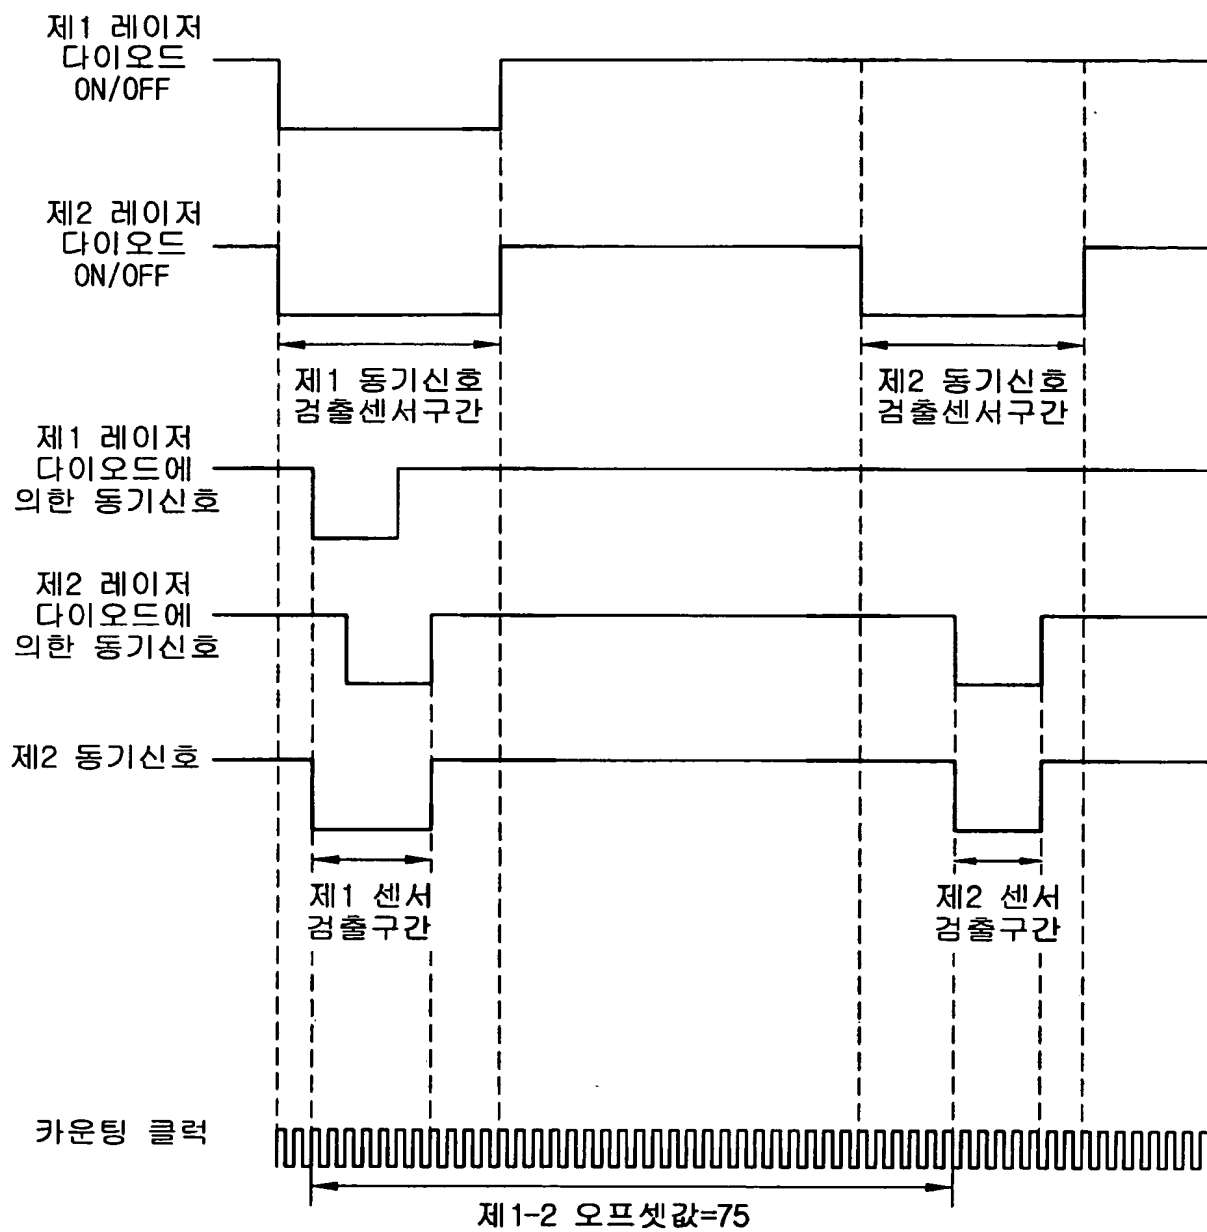 제1 레이저
다이오드
ON/OFF
제2 레이저
다이오드
ON/OFF
제1 동기신호
검출센서구간
제2 동기신호
검출센서구간
제1 레이저
다이오드에
의한 동기신호
제2 레이저
다이오드에
의한 동기신호
제2 동기신호
제1 센서
검출구간
제2 센서
검출구간
카운팅 클럭
제1-2 오프셋값=75